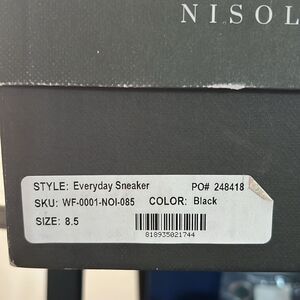 NISOL
STYLE: Everyday Sneaker PO# 248418
SKU: WF-0001-NOI-085 COLOR: Black
SIZE: 8.5
818935021744